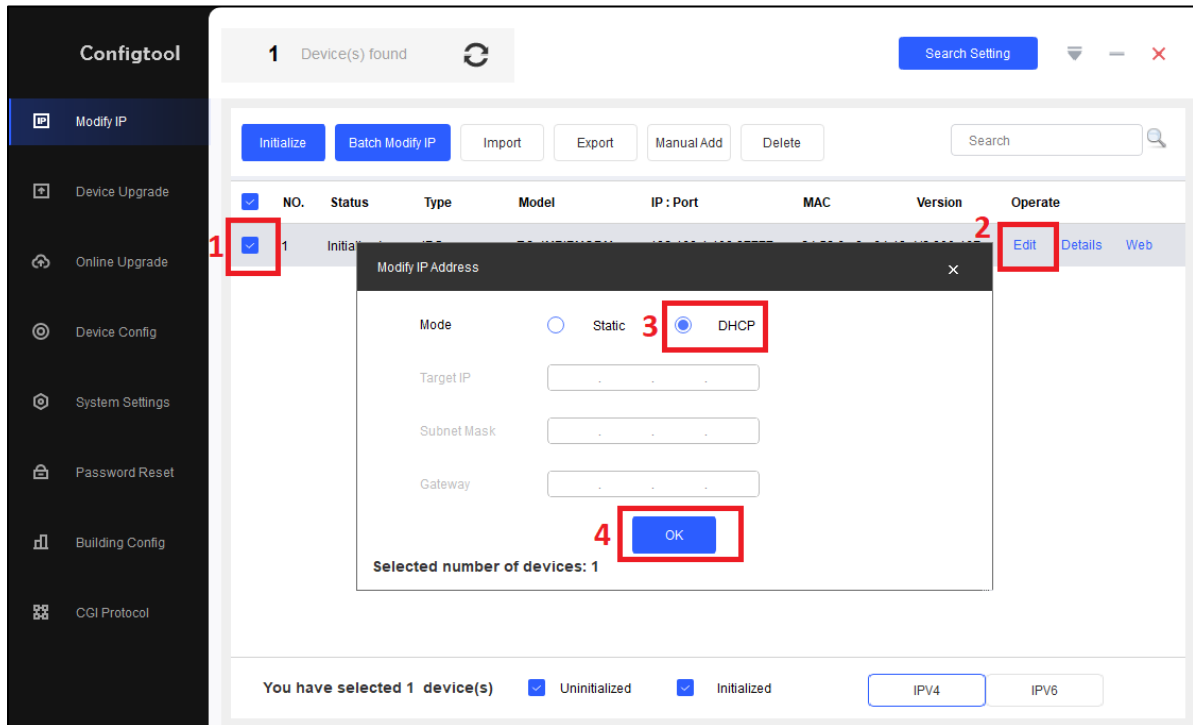 Configtool
1 Device(s) found
Search Setting
Modify IP
Device Upgrade
Online Upgrade
Device Config
System Settings
Password Reset
Building Config
CGI Protocol
Initialize Batch Modify IP Import Export Manual Add Delete Search
NO. Status Type Model IP : Port MAC Version Operate
1 1 2 Edit Details Web
Modify IP Address
Mode Static 3 DHCP
Target IP
Subnet Mask
Gateway
4 OK
Selected number of devices: 1
You have selected 1 device(s) Uninitialized Initialized IPV4 IPV6